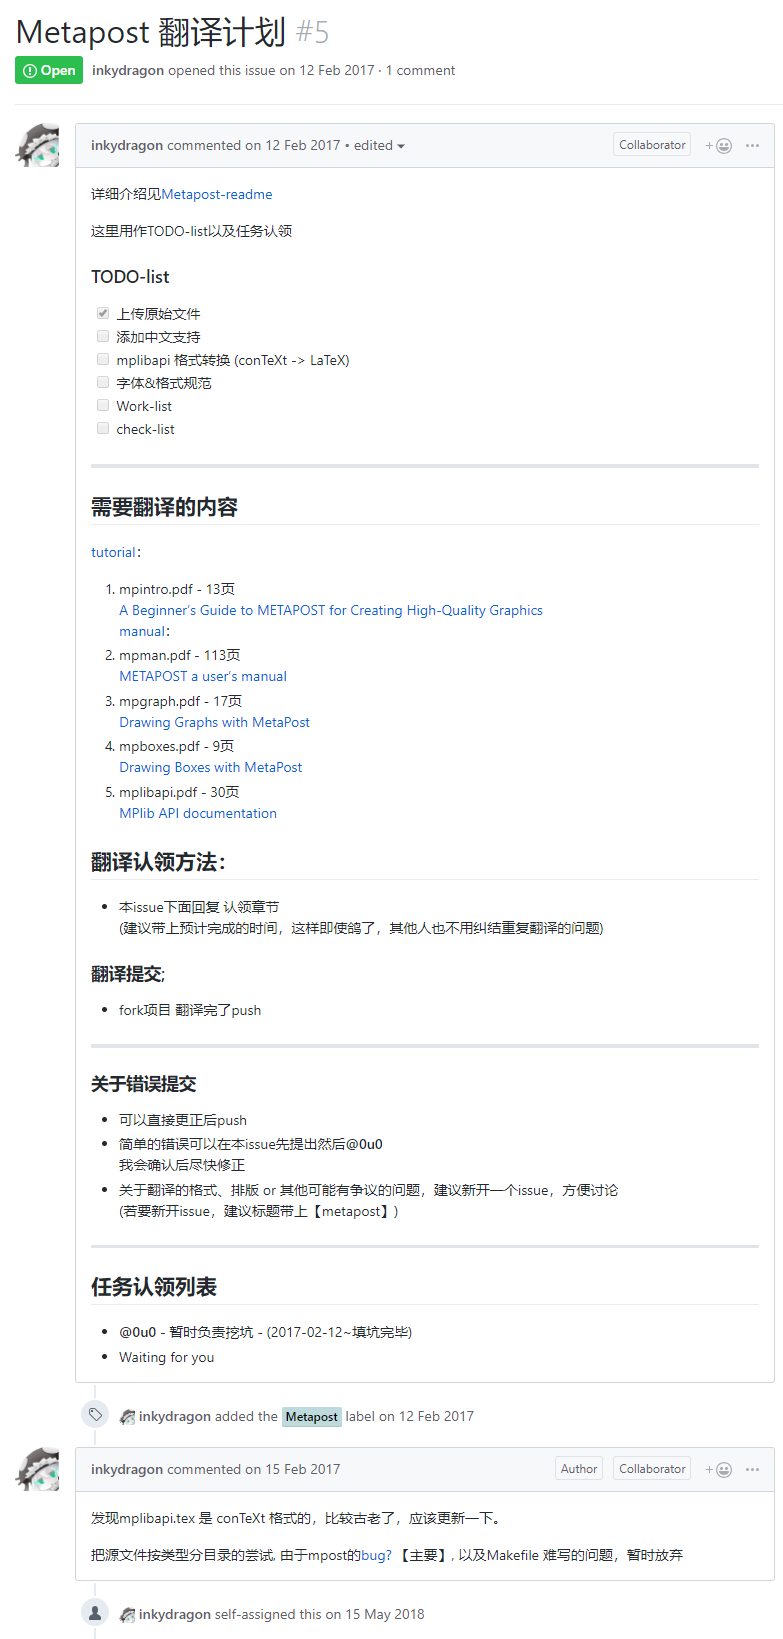 Metapost 翻译计划 #5
Open inkydragon opened this issue on 12 Feb 2017 · 1 comment
inkydragon commented on 12 Feb 2017 • edited Collaborator
详细介绍见Metapost-readme
这里用作TODO-list以及任务认领
TODO-list
上传原始文件
添加中文支持
mplibapi 格式转换 (conTeXt -> LaTeX)
字体&格式规范
Work-list
check-list
需要翻译的内容
tutorial：
1. mpintro.pdf - 13页
A Beginner's Guide to METAPOST for Creating High-Quality Graphics
manual：
2. mpman.pdf - 113页
METAPOST a user's manual
3. mpgraph.pdf - 17页
Drawing Graphs with MetaPost
4. mpboxes.pdf - 9页
Drawing Boxes with MetaPost
5. mplibapi.pdf - 30页
MPlib API documentation
翻译认领方法：
• 本issue下面回复 认领章节
(建议带上预计完成的时间，这样即使鸽了，其他人也不用纠结重复翻译的问题)
翻译提交;
• fork项目 翻译完了push
关于错误提交
• 可以直接更正后push
• 简单的错误可以在本issue先提出然后@0u0
我会确认后尽快修正
• 关于翻译的格式、排版 or 其他可能有争议的问题，建议新开一个issue，方便讨论
(若要新开issue，建议标题带上【metapost】)
任务认领列表
• @0u0 - 暂时负责挖坑 - (2017-02-12~填坑完毕)
• Waiting for you
inkydragon added the Metapost label on 12 Feb 2017
inkydragon commented on 15 Feb 2017 Author Collaborator
发现mplibapi.tex 是 conTeXt 格式的，比较古老了，应该更新一下。
把源文件按类型分目录的尝试, 由于mpost的bug? 【主要】, 以及Makefile 难写的问题，暂时放弃
inkydragon self-assigned this on 15 May 2018